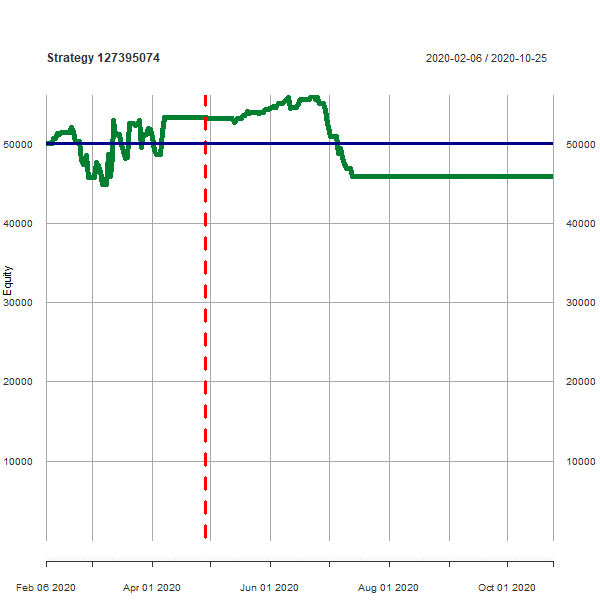 Strategy 127395074
2020-02-06 / 2020-10-25
50000
50000
40000
40000
Equity
30000
30000
20000
20000
10000
10000
Feb 06 2020
Apr 01 2020
Jun 01 2020
Aug 01 2020
Oct 01 2020